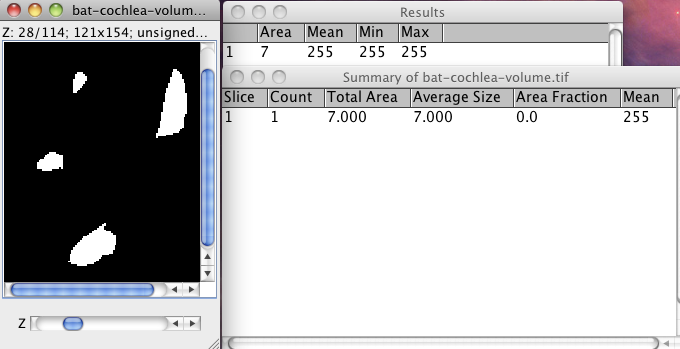 bat-cochlea-volum...
Z: 28/114; 121x154; unsigned...
Z
Results
Area Mean Min Max
1 7 255 255 255
Summary of bat-cochlea-volume.tif
Slice Count Total Area Average Size Area Fraction Mean
1 1 7.000 7.000 0.0 255